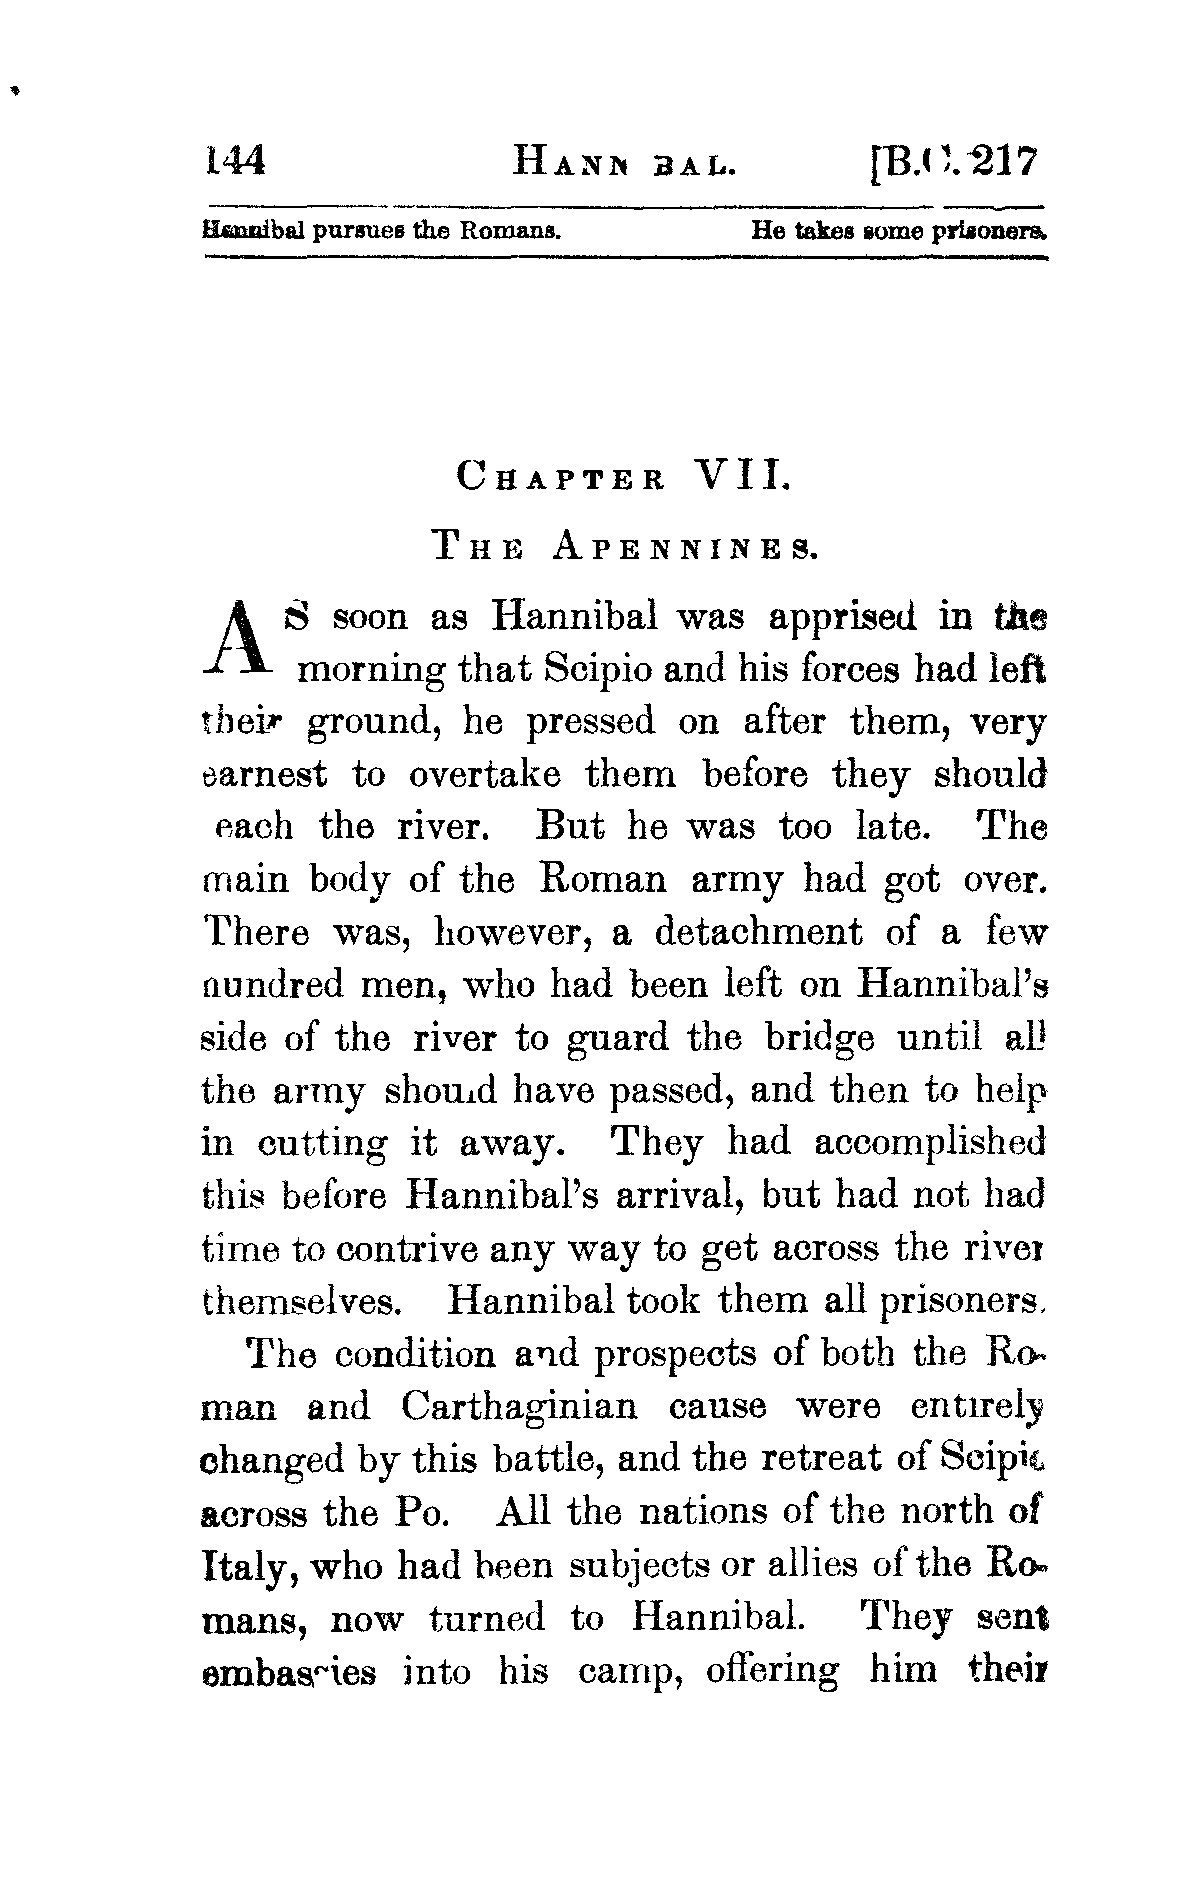 144 HANNIBAL. [B.C. 217
Hannibal pursues the Romans. He takes some prisoners.
CHAPTER VII.
THE APENNINES.
AS soon as Hannibal was apprised in the
morning that Scipio and his forces had left
their ground, he pressed on after them, very
earnest to overtake them before they should
each the river. But he was too late. The
main body of the Roman army had got over.
There was, however, a detachment of a few
hundred men, who had been left on Hannibal's
side of the river to guard the bridge until all
the army should have passed, and then to help
in cutting it away. They had accomplished
this before Hannibal's arrival, but had not had
time to contrive any way to get across the river
themselves. Hannibal took them all prisoners.
The condition and prospects of both the Ro-
man and Carthaginian cause were entirely
changed by this battle, and the retreat of Scipio
across the Po. All the nations of the north of
Italy, who had been subjects or allies of the Ro-
mans, now turned to Hannibal. They sent
embassies into his camp, offering him their